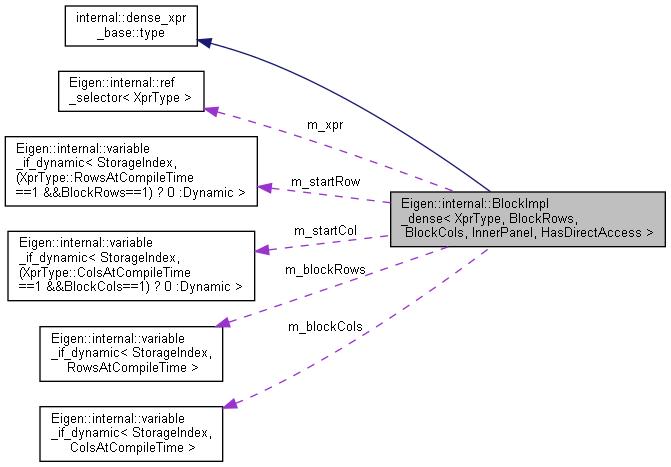 internal::dense_xpr
_base::type
Eigen::internal::ref
_selector< XprType >
m_xpr
Eigen::internal::variable
_if_dynamic< StorageIndex,
(XprType::RowsAtCompileTime
==1 &&BlockRows==1) ? 0 :Dynamic >
m_startRow
Eigen::internal::BlockImpl
_dense< XprType, BlockRows,
BlockCols, InnerPanel, HasDirectAccess >
Eigen::internal::variable
_if_dynamic< StorageIndex,
(XprType::ColsAtCompileTime
==1 &&BlockCols==1) ? 0 :Dynamic >
m_startCol
m_blockRows
Eigen::internal::variable
_if_dynamic< StorageIndex,
RowsAtCompileTime >
m_blockCols
Eigen::internal::variable
_if_dynamic< StorageIndex,
ColsAtCompileTime >